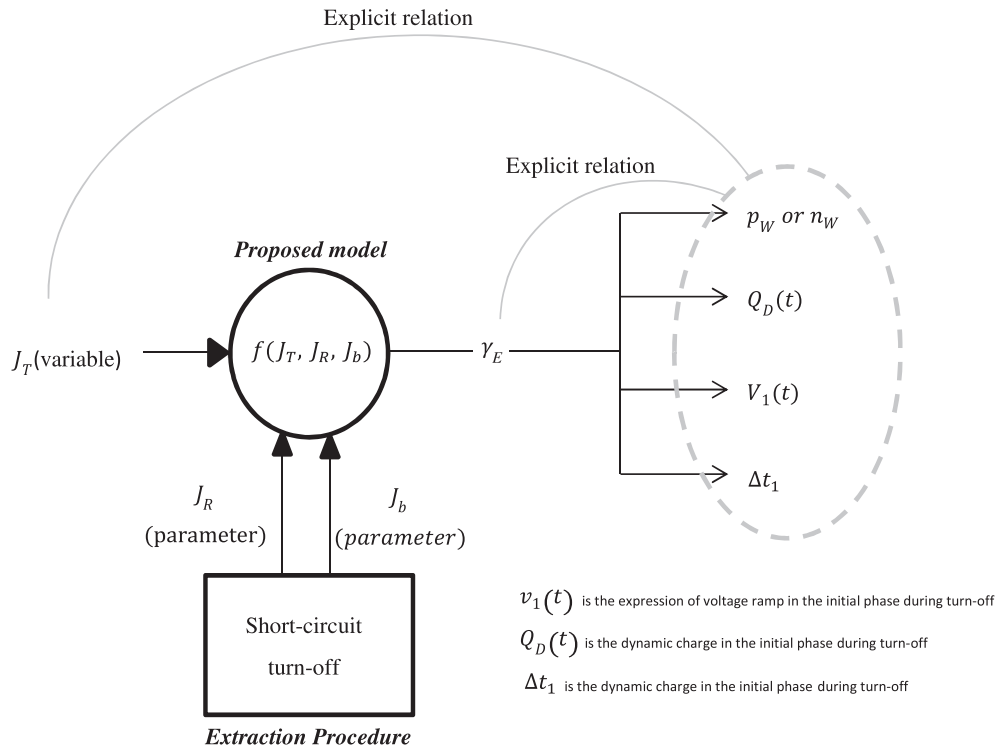 Explicit relation
Explicit relation
p_W or n_W
Proposed model
Q_D(t)
J_T(variable)
f(J_T, J_R, J_b)
γ_E
V_1(t)
Δt_1
J_R
(parameter)
J_b
(parameter)
Short-circuit
turn-off
Extraction Procedure
v_1(t) is the expression of voltage ramp in the initial phase during turn-off
Q_D(t) is the dynamic charge in the initial phase during turn-off
Δt_1 is the dynamic charge in the initial phase during turn-off